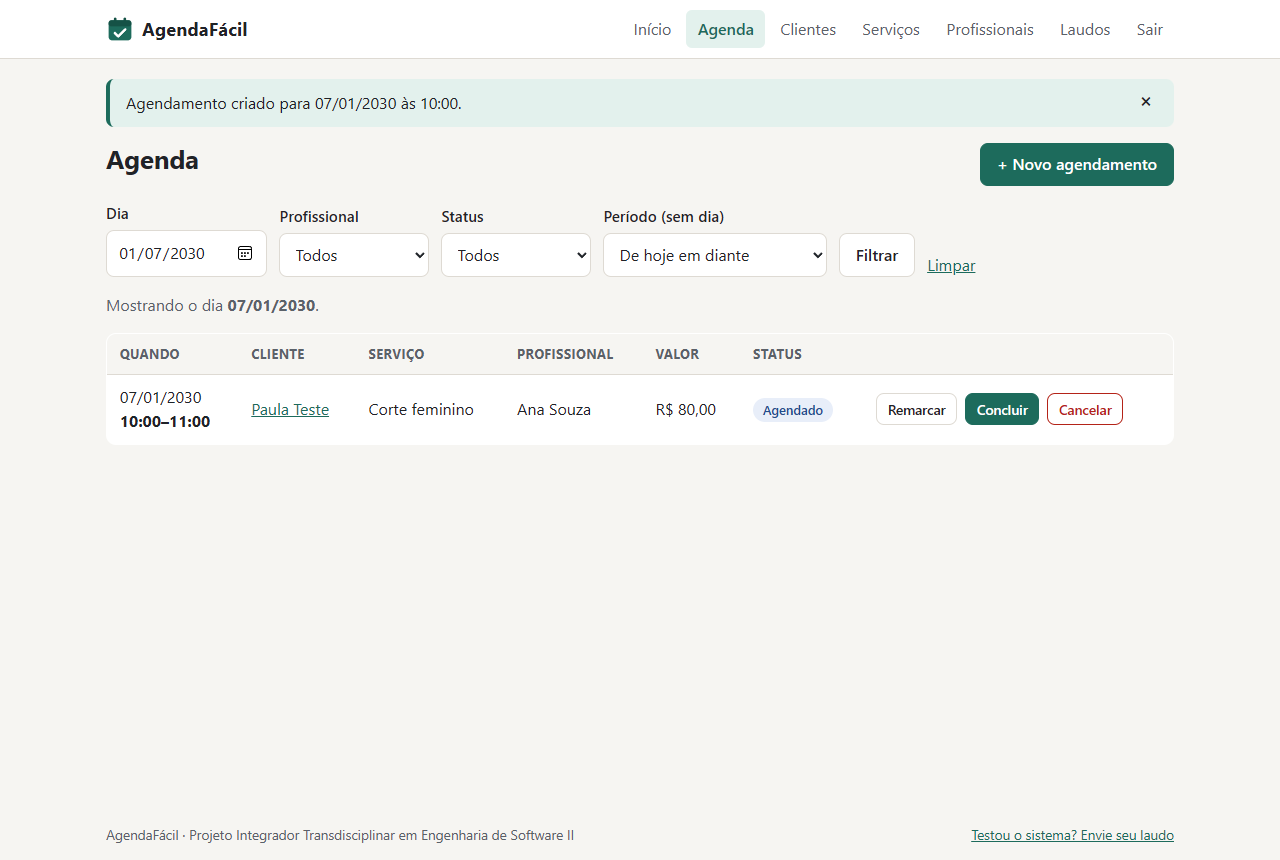 AgendaFácil
Início Agenda Clientes Serviços Profissionais Laudos Sair
Agendamento criado para 07/01/2030 às 10:00. ×
Agenda
+ Novo agendamento
Dia Profissional Status Período (sem dia)
01/07/2030 Todos Todos De hoje em diante Filtrar Limpar
Mostrando o dia 07/01/2030.
QUANDO CLIENTE SERVIÇO PROFISSIONAL VALOR STATUS
07/01/2030
10:00–11:00 Paula Teste Corte feminino Ana Souza R$ 80,00 Agendado Remarcar Concluir Cancelar
AgendaFácil · Projeto Integrador Transdisciplinar em Engenharia de Software II
Testou o sistema? Envie seu laudo